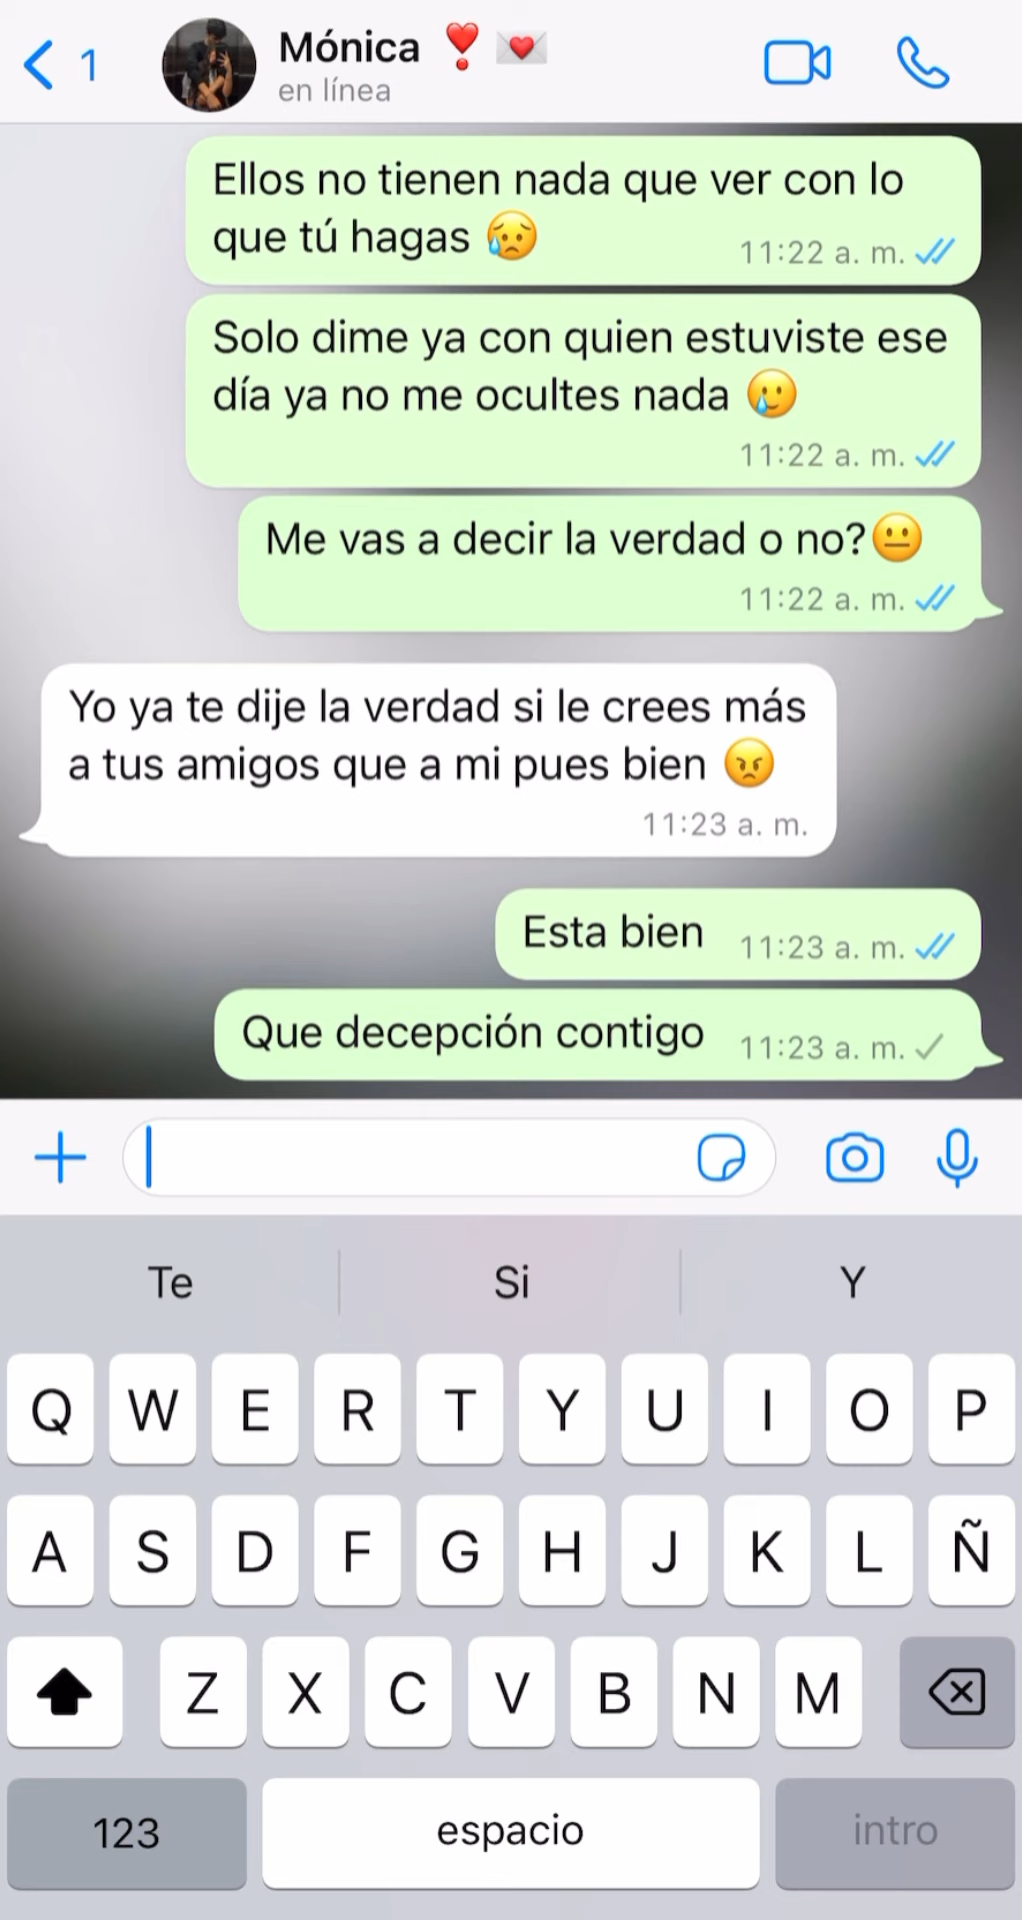 1
Mónica ❣️ 💌
en línea
Ellos no tienen nada que ver con lo
que tú hagas 😥
11:22 a. m.
Solo dime ya con quien estuviste ese
día ya no me ocultes nada 🥲
11:22 a. m.
Me vas a decir la verdad o no?😐
11:22 a. m.
Yo ya te dije la verdad si le crees más
a tus amigos que a mi pues bien 😠
11:23 a. m.
Esta bien 11:23 a. m.
Que decepción contigo 11:23 a. m.
Te Si Y
Q W E R T Y U I O P
A S D F G H J K L Ñ
Z X C V B N M
123 espacio intro